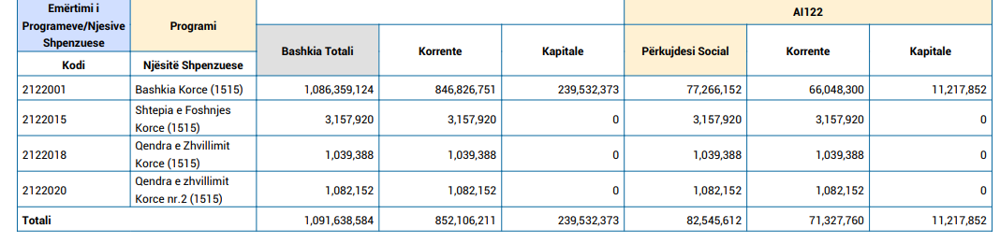 Emërtimi i
Programeve/Njesive
Shpenzuese
Programi
AI122
Bashkia Totali
Korrente
Kapitale
Përkujdesi Social
Korrente
Kapitale
Kodi
Njësitë Shpenzuese
2122001 Bashkia Korce (1515) 1,086,359,124 846,826,751 239,532,373 77,266,152 66,048,300 11,217,852
2122015 Shtepia e Foshnjes
Korce (1515) 3,157,920 3,157,920 0 3,157,920 3,157,920 0
2122018 Qendra e Zhvillimit
Korce (1515) 1,039,388 1,039,388 0 1,039,388 1,039,388 0
2122020 Qendra e zhvillimit
Korce nr.2 (1515) 1,082,152 1,082,152 0 1,082,152 1,082,152 0
Totali 1,091,638,584 852,106,211 239,532,373 82,545,612 71,327,760 11,217,852